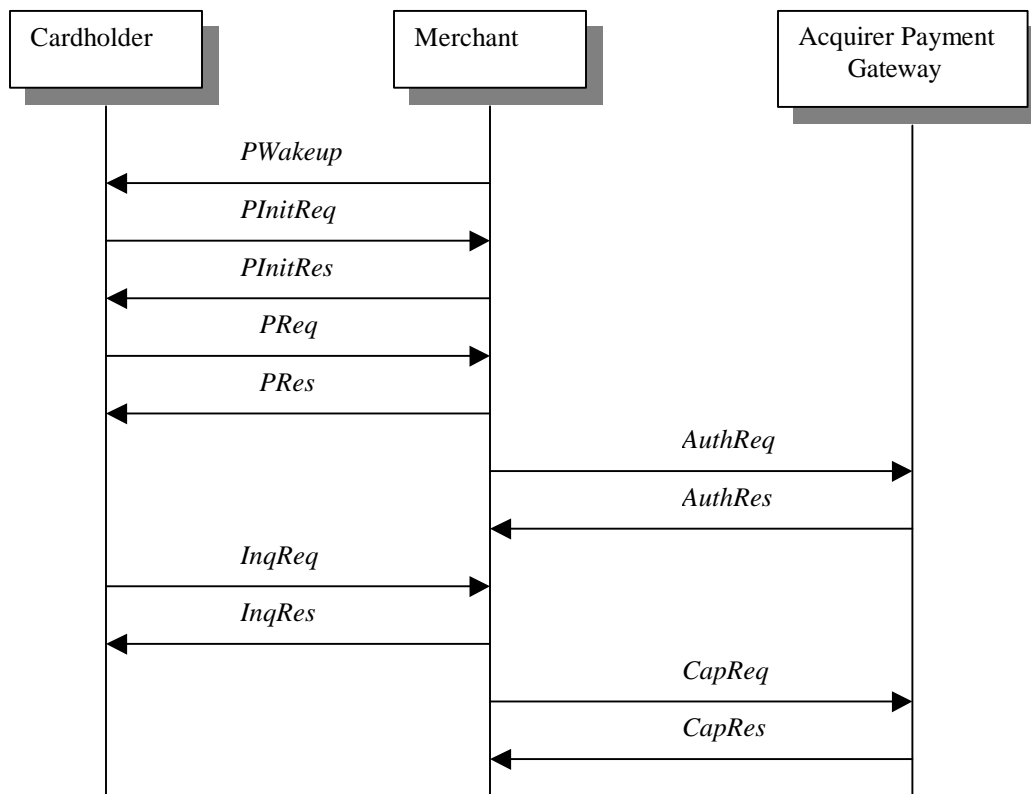 Cardholder
Merchant
Acquirer Payment
Gateway
PWakeup
PInitReq
PInitRes
PReq
PRes
AuthReq
AuthRes
InqReq
InqRes
CapReq
CapRes